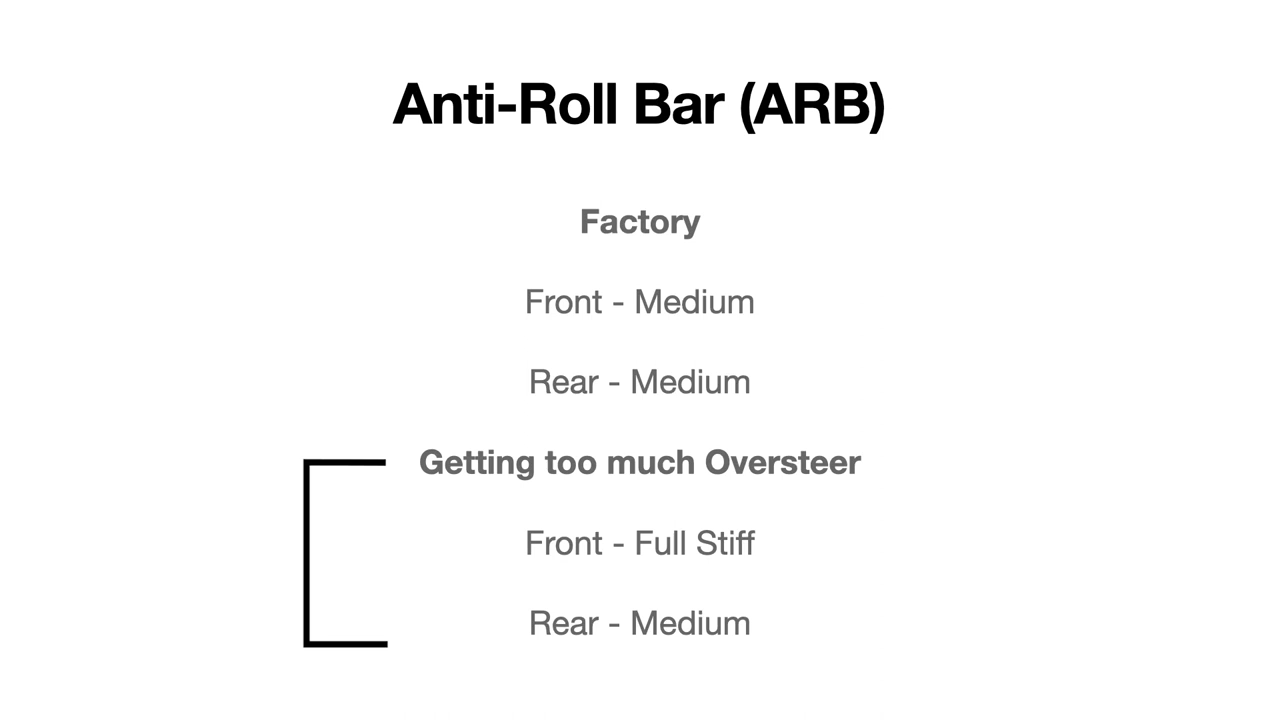 Anti-Roll Bar (ARB)
Factory
Front - Medium
Rear - Medium
Getting too much Oversteer
Front - Full Stiff
Rear - Medium